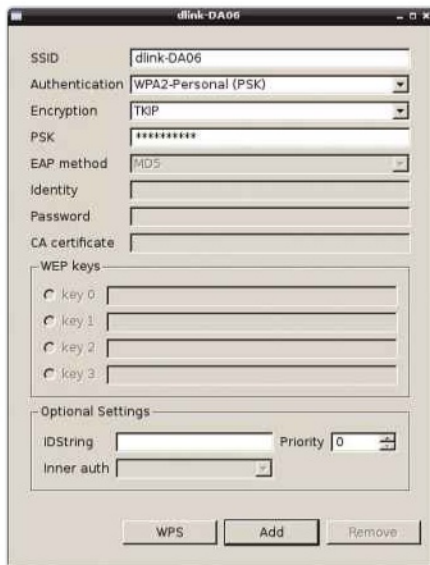 dlink-DA06
SSID dlink-DA06
Authentication WPA2-Personal (PSK)
Encryption TKIP
PSK **********
EAP method MD5
Identity
Password
CA certificate
WEP keys
key 0
key 1
key 2
key 3
Optional Settings
IDString Priority 0
Inner auth
WPS Add Remove